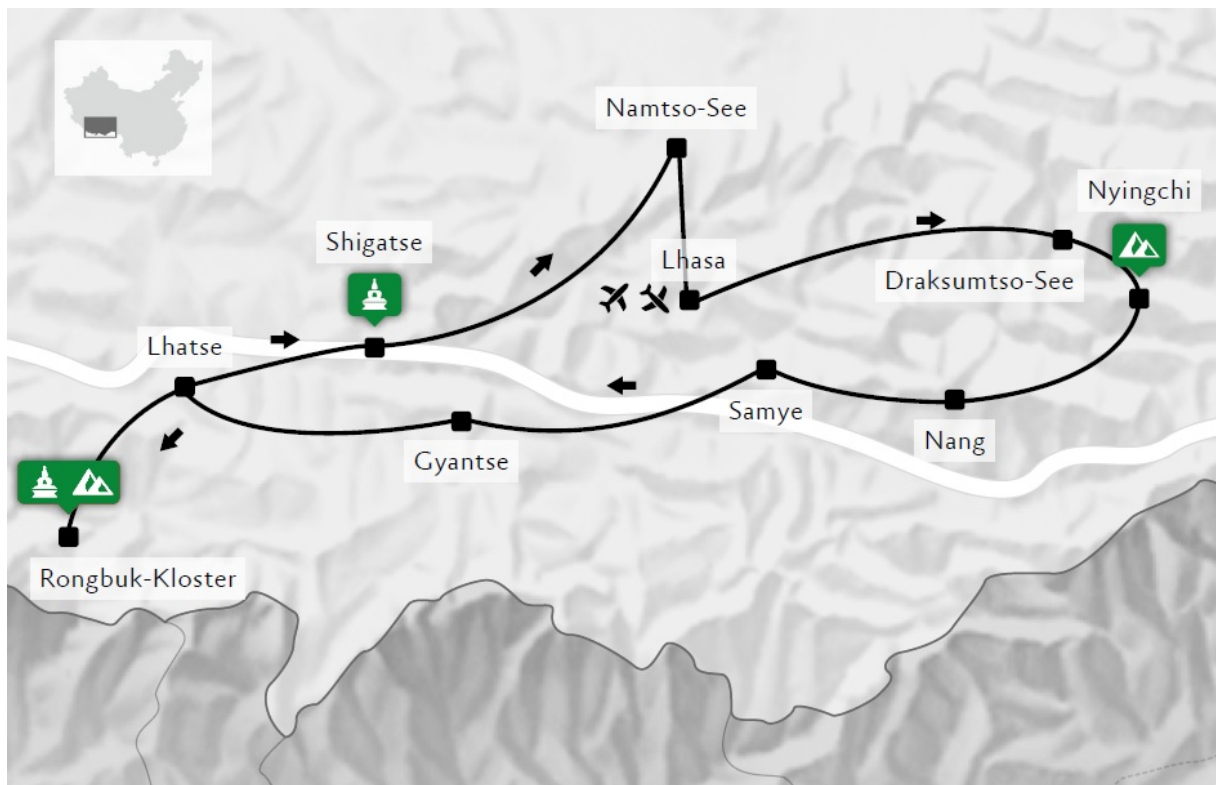 Namtso-See
Nyingchi
Shigatse
Lhasa
Draksumtso-See
Lhatse
Samye
Nang
Gyantse
Rongbuk-Kloster